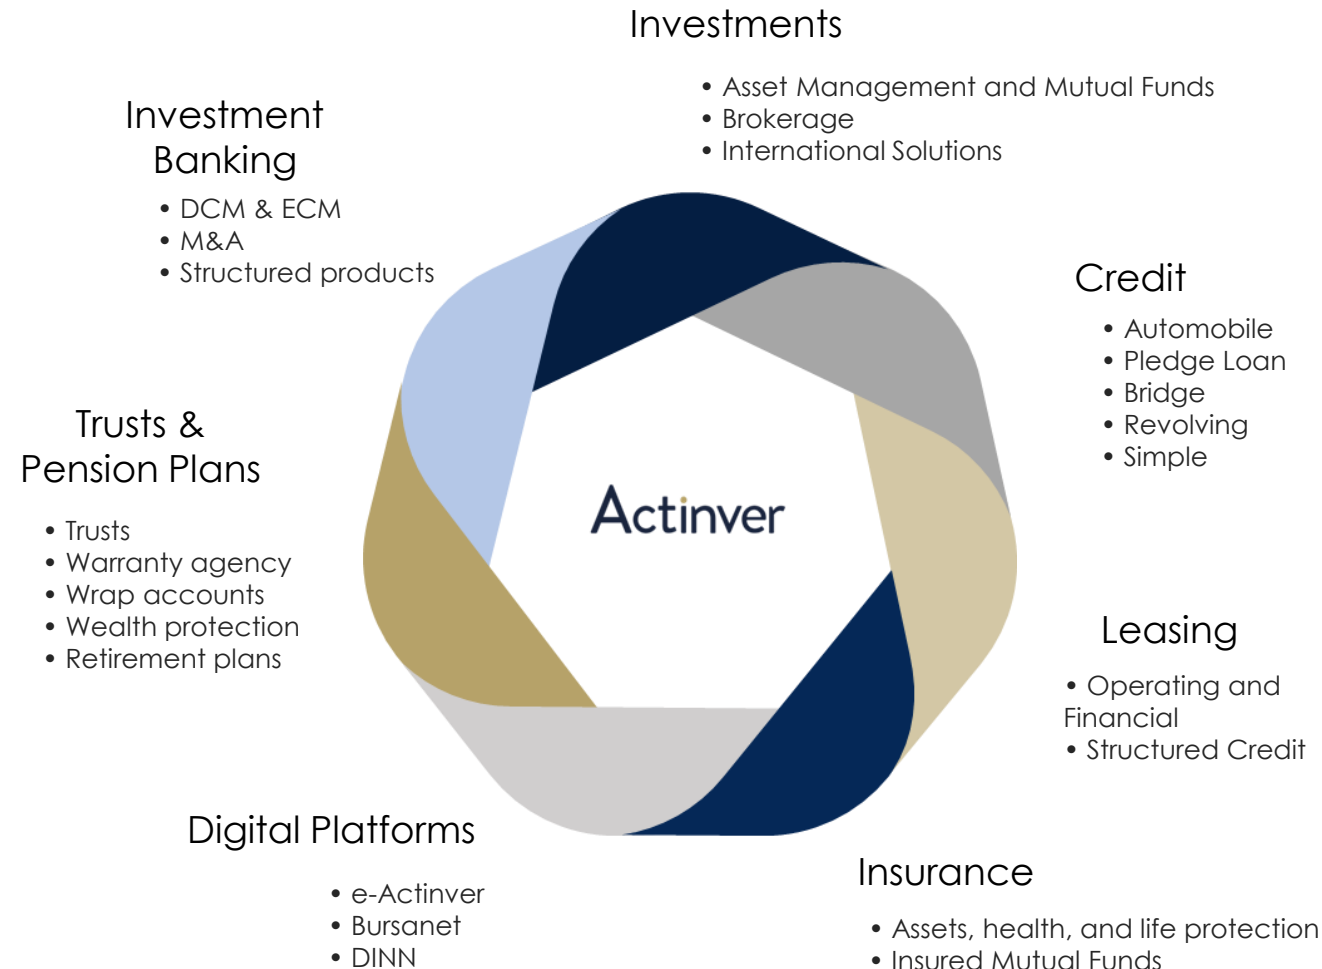 Investments
• Asset Management and Mutual Funds
• Brokerage
• International Solutions
Investment
Banking
• DCM & ECM
• M&A
• Structured products
Credit
• Automobile
• Pledge Loan
• Bridge
• Revolving
• Simple
Trusts &
Pension Plans
• Trusts
• Warranty agency
• Wrap accounts
• Wealth protection
• Retirement plans
Actinver
Leasing
• Operating and
Financial
• Structured Credit
Digital Platforms
• e-Actinver
• Bursanet
• DINN
Insurance
• Assets, health, and life protection
• Insured Mutual Funds